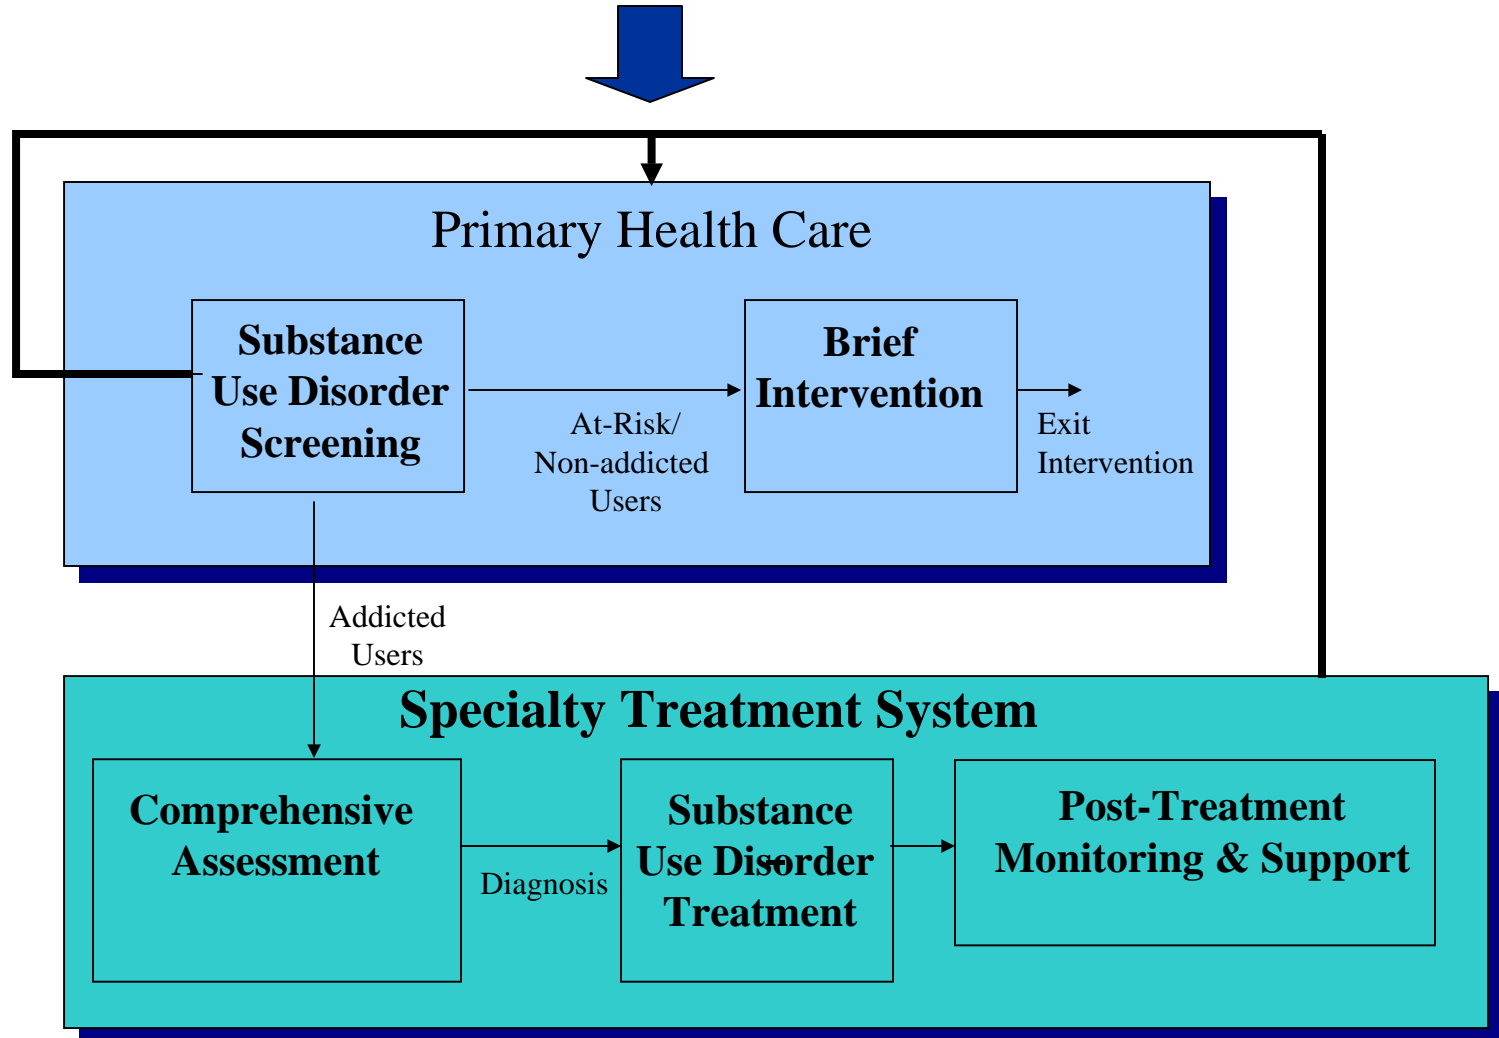 Primary Health Care
Substance
Use Disorder
Screening
At-Risk/
Non-addicted
Users
Brief
Intervention
Exit
Intervention
Addicted
Users
Specialty Treatment System
Comprehensive
Assessment
Diagnosis
Substance
Use Disorder
Treatment
Post-Treatment
Monitoring & Support